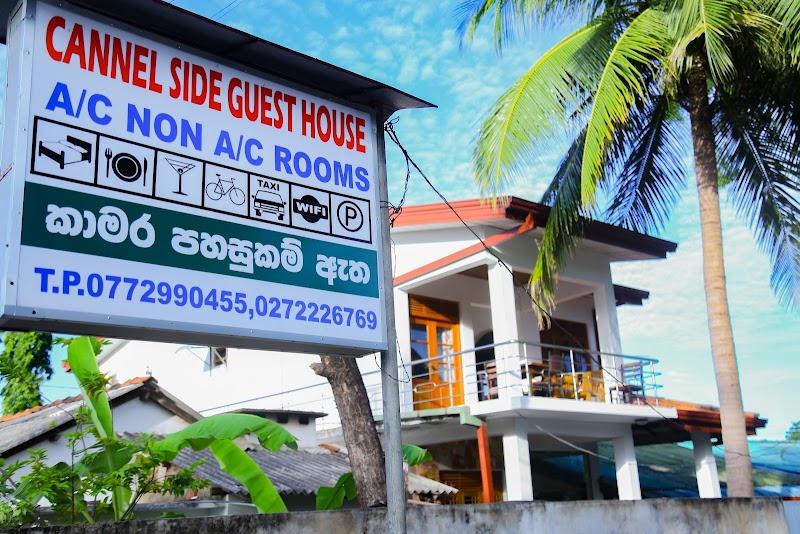 CANNEL SIDE GUEST HOUSE
A/C NON A/C ROOMS
TAXI
WIFI
P
කාමර පහසුකම් ඇත
T.P.0772990455,0272226769